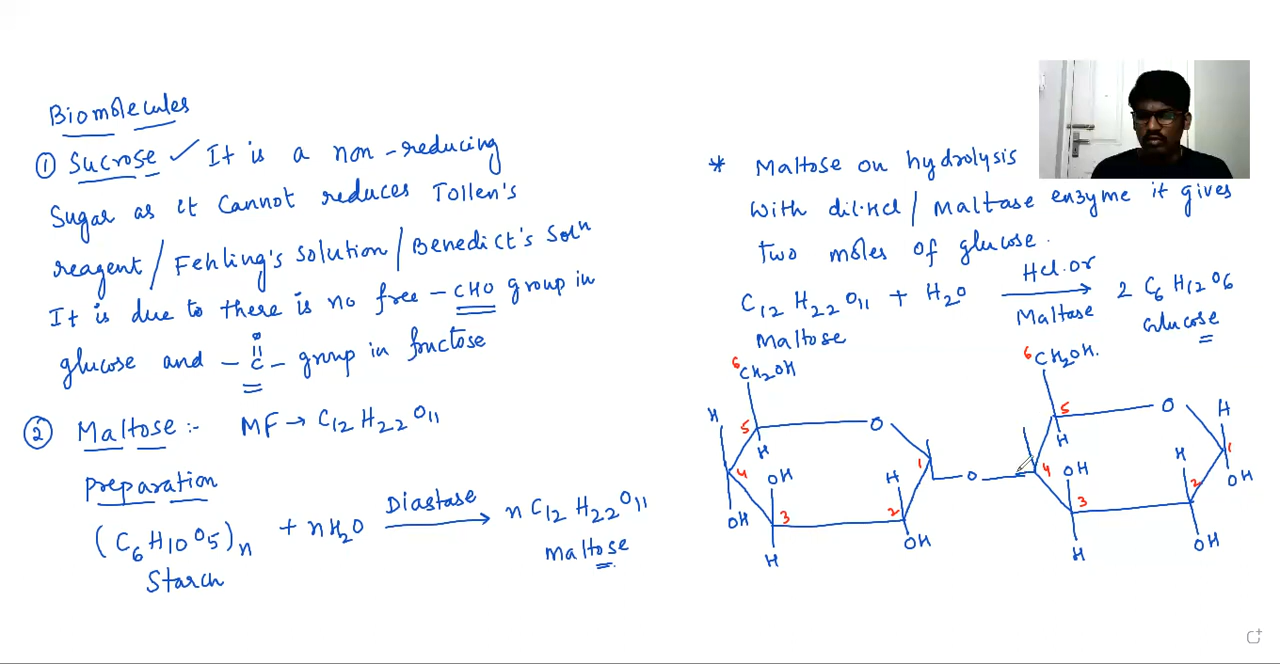 Biomolecules
① Sucrose ✓ It is a non-reducing
Sugar as it cannot reduces Tollen's
reagent / Fehling's solution / Benedict's Solⁿ
It is due to there is no free -CHO group in
glucose and -C- group in fructose
O
② Maltose :- MF → C12 H22 O11
Preparation
(C6 H10 O5)n + nH2O Diastase → n C12 H22 O11
Starch
Maltose
* Maltose on hydrolysis
with dil.Hcl / Maltase enzyme it gives
two moles of glucose.
C12 H22 O11 + H2O Hcl.or Maltase → 2 C6 H12 O6
Maltose
Glucose
6 CH2OH
H 5 O
H
4 OH 1
H
OH 3 2
H OH
O
6 CH2OH.
5 O H
H
4 OH H 1
2 OH
3
H OH